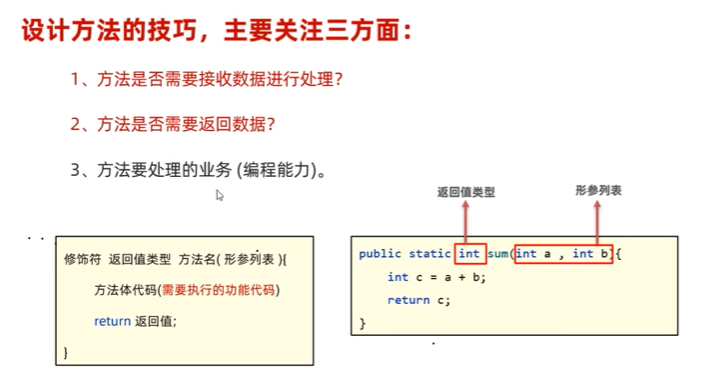 设计方法的技巧，主要关注三方面：
1、方法是否需要接收数据进行处理？
2、方法是否需要返回数据？
3、方法要处理的业务 (编程能力)。
返回值类型
形参列表
修饰符 返回值类型 方法名( 形参列表 ){
方法体代码(需要执行的功能代码)
return 返回值;
}
public static int sum(int a , int b){
int c = a + b;
return c;
}